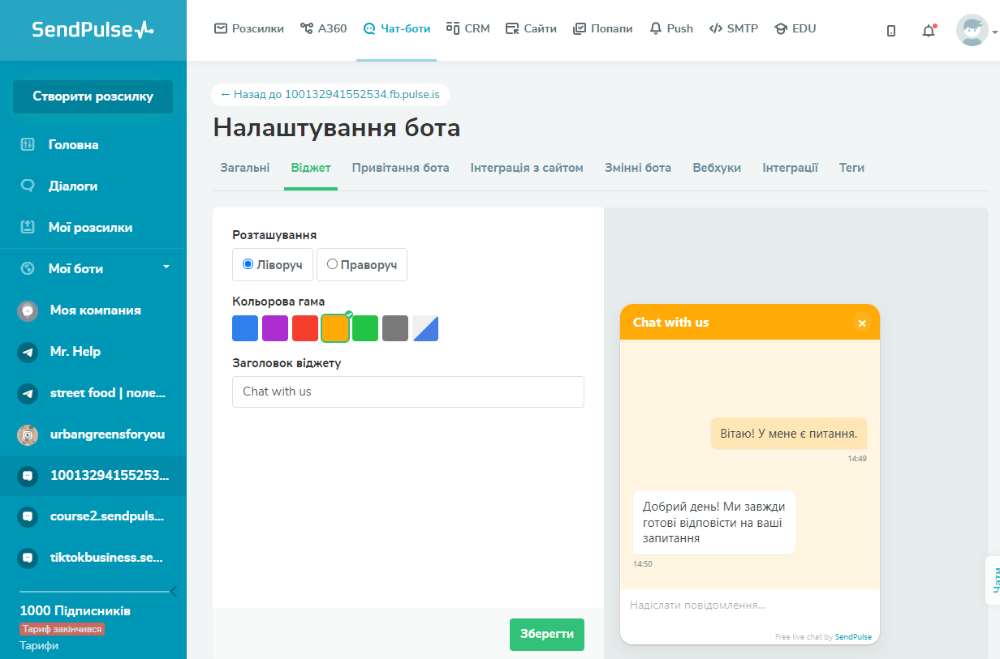 SendPulse
Розсилки
A360
Чат-боти
CRM
Сайти
Попапи
Push
SMTP
EDU
Створити розсилку
Головна
Діалоги
Мої розсилки
Мої боти
Моя компания
Mr. Help
street food | поле...
urbangreensforyou
10013294155253...
course2.sendpuls...
tiktokbusiness.se...
1000 Підписників
Тариф закінчився
Тарифи
← Назад до 100132941552534.fb.pulse.is
Налаштування бота
Загальні
Віджет
Привітання бота
Інтеграція з сайтом
Змінні бота
Вебхуки
Інтеграції
Теги
Розташування
Ліворуч
Праворуч
Кольорова гама
Заголовок віджету
Chat with us
Зберегти
Chat with us
Вітаю! У мене є питання.
14:49
Добрий день! Ми завжди
готові відповісти на ваші
запитання
14:50
Надіслати повідомлення...
Free live chat by SendPulse
Чати